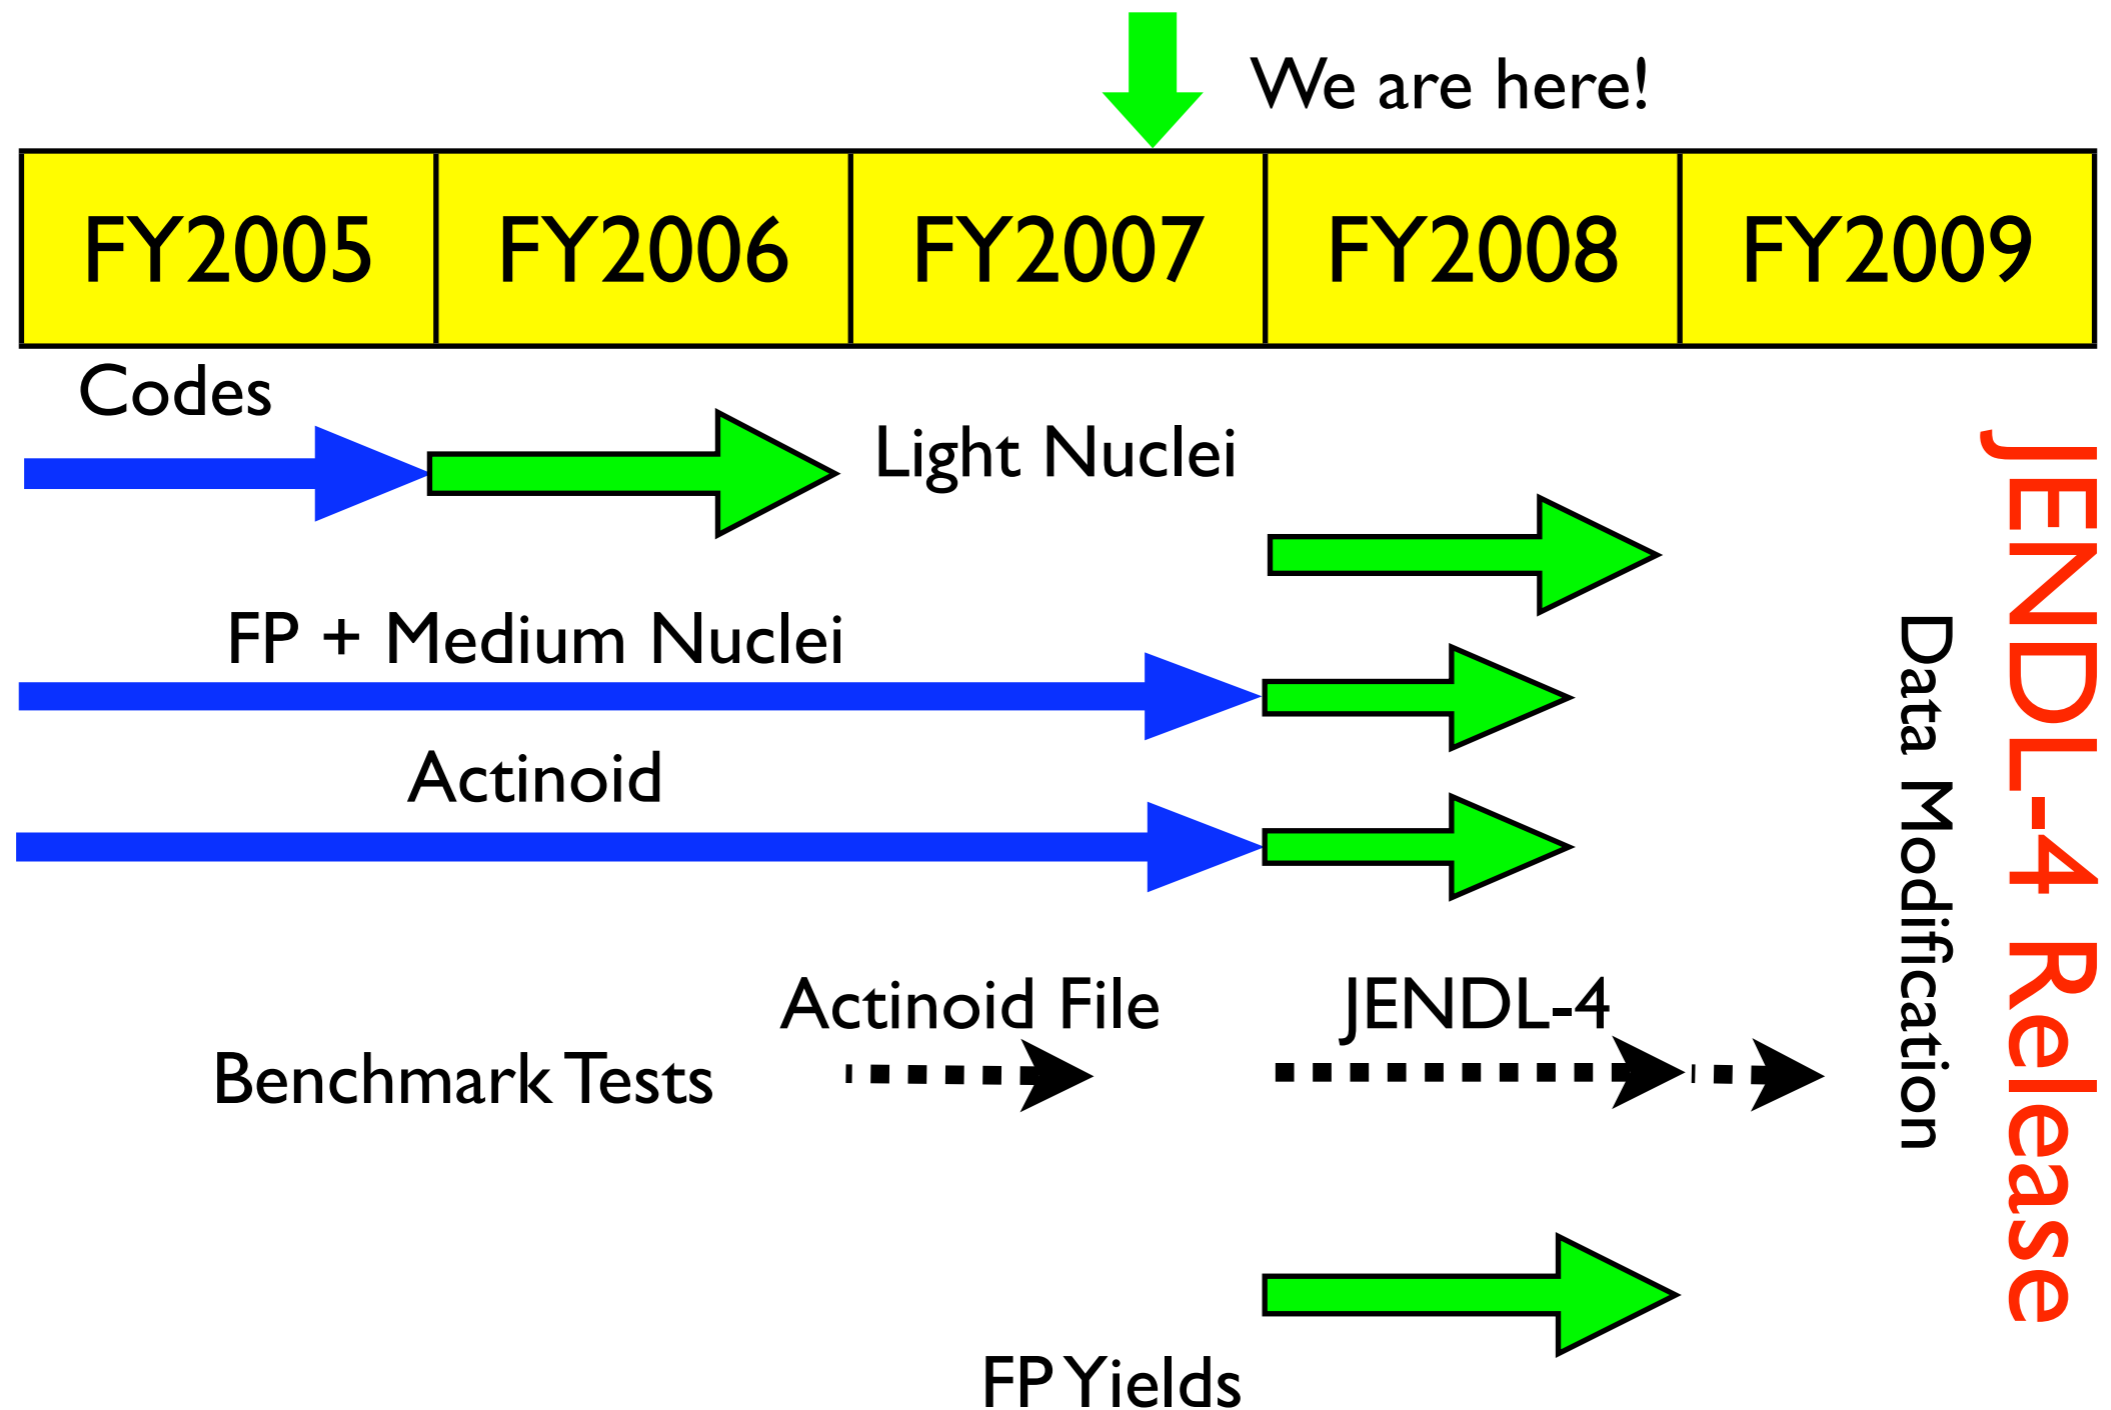 We are here!
FY2005 FY2006 FY2007 FY2008 FY2009
Codes
Light Nuclei
FP + Medium Nuclei
Actinoid
Actinoid File
JENDL-4
Benchmark Tests
FP Yields
Data Modification
JENDL-4 Release